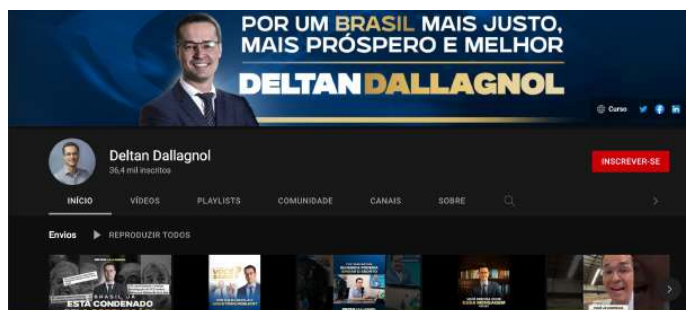 POR UM BRASIL MAIS JUSTO,
MAIS PRÓSPERO E MELHOR
DELTAN DALLAGNOL
Curso
Deltan Dallagnol
36,4 mil inscritos
INSCREVER-SE
INÍCIO VÍDEOS PLAYLISTS COMUNIDADE CANAIS SOBRE
Envios REPRODUZIR TODOS
BRASIL JÁ
ESTÁ CONDENADO